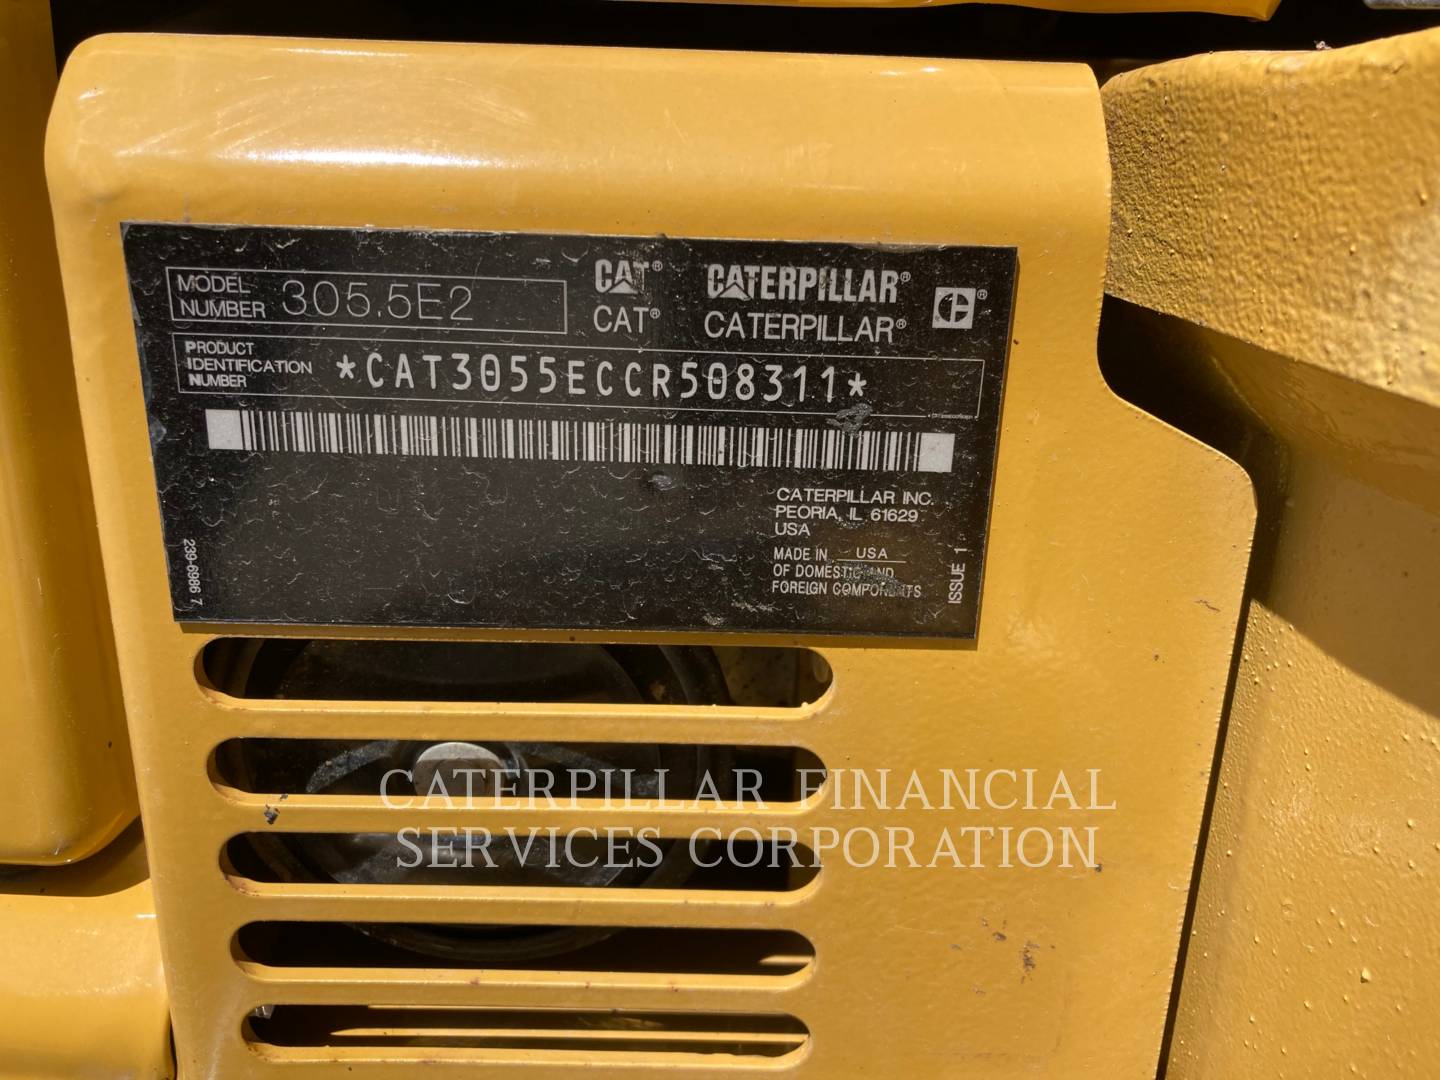 MODEL NUMBER 305.5E2
CAT® CATERPILLAR®
CAT® CATERPILLAR®
PRODUCT IDENTIFICATION NUMBER *CAT3055ECCR508311*
CATERPILLAR INC.
PEORIA, IL 61629
USA
MADE IN USA
OF DOMESTIC AND
FOREIGN COMPONENTS
239-6986 7
ISSUE 1
CATERPILLAR FINANCIAL
SERVICES CORPORATION